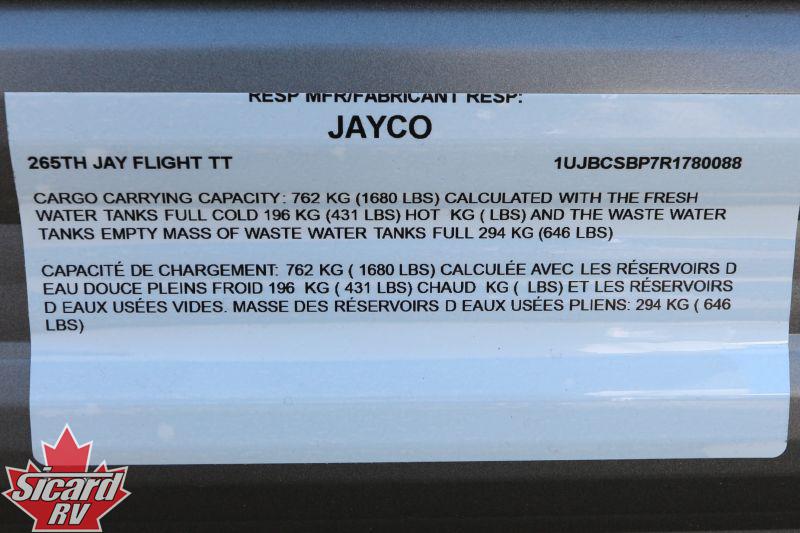 RESP MFR/FABRICANT RESP:
JAYCO
265TH JAY FLIGHT TT 1UJBCSBP7R1780088
CARGO CARRYING CAPACITY: 762 KG (1680 LBS) CALCULATED WITH THE FRESH
WATER TANKS FULL COLD 196 KG (431 LBS) HOT KG ( LBS) AND THE WASTE WATER
TANKS EMPTY MASS OF WASTE WATER TANKS FULL 294 KG (646 LBS)
CAPACITÉ DE CHARGEMENT: 762 KG ( 1680 LBS) CALCULÉE AVEC LES RÉSERVOIRS D
EAU DOUCE PLEINS FROID 196 KG ( 431 LBS) CHAUD KG ( LBS) ET LES RÉSERVOIRS
D EAUX USÉES VIDES. MASSE DES RÉSERVOIRS D EAUX USÉES PLIENS: 294 KG ( 646
LBS)
Sicard
RV